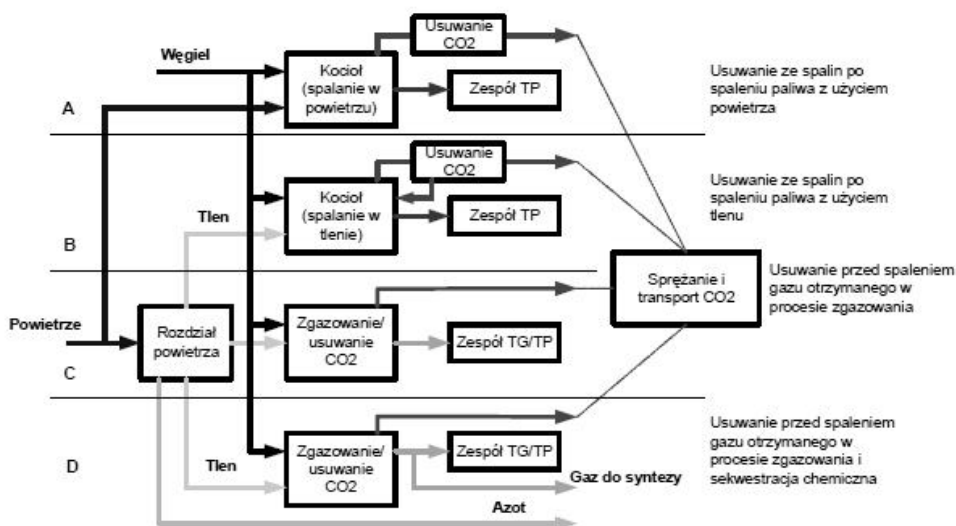 Usuwanie
CO2
Węgiel
Kocioł
(spalanie w
powietrzu)
Zespół TP
Usuwanie ze spalin po
spaleniu paliwa z użyciem
powietrza
A
Usuwanie
CO2
Kocioł
(spalanie w
tlenie)
Zespół TP
Usuwanie ze spalin po
spaleniu paliwa z użyciem
tlenu
Tlen
B
Sprężanie i
transport CO2
Usuwanie przed spaleniem
gazu otrzymanego w
procesie zgazowania
Powietrze
Rozdział
powietrza
Zgazowanie/
usuwanie
CO2
Zespół TG/TP
C
Usuwanie przed spaleniem
gazu otrzymanego w
procesie zgazowania i
sekwestracja chemiczna
D
Tlen
Zgazowanie/
usuwanie
CO2
Zespół TG/TP
Gaz do syntezy
Azot